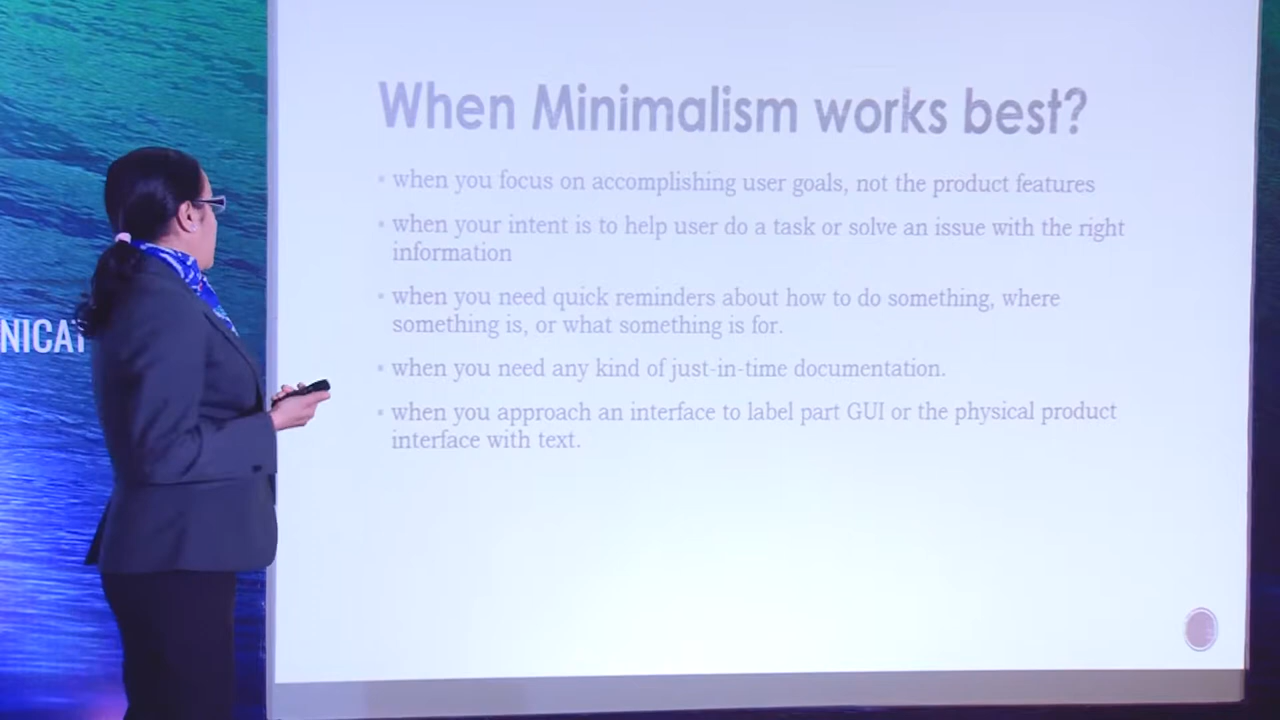 When Minimalism works best?
when you focus on accomplishing user goals, not the product features
when your intent is to help user do a task or solve an issue with the right
information
when you need quick reminders about how to do something, where
something is, or what something is for.
when you need any kind of just-in-time documentation.
when you approach an interface to label part GUI or the physical product
interface with text.
NICAT